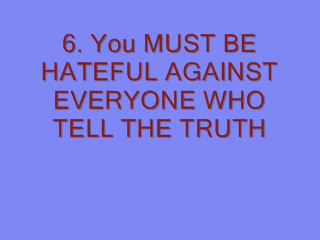 6. You MUST BE
HATEFUL AGAINST
EVERYONE WHO
TELL THE TRUTH